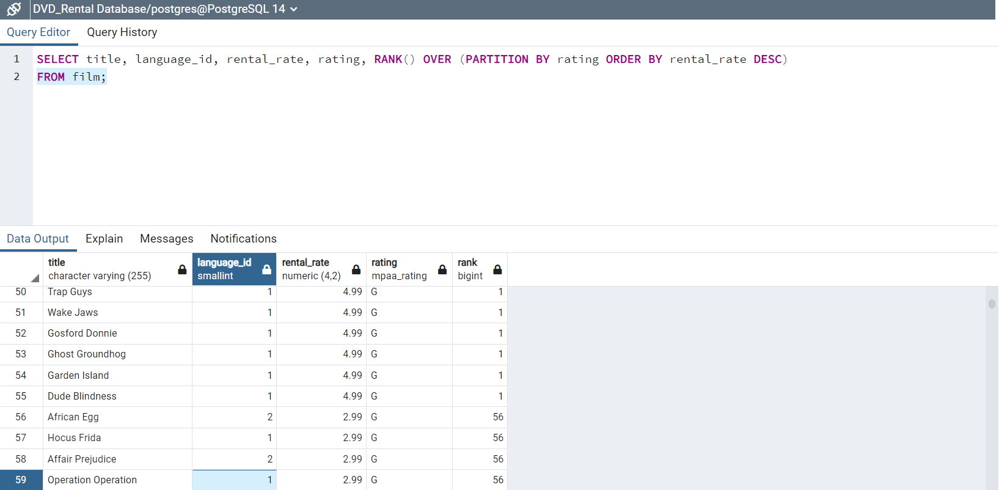 DVD_Rental Database/postgres@PostgreSQL 14
Query Editor Query History
1 SELECT title, language_id, rental_rate, rating, RANK() OVER (PARTITION BY rating ORDER BY rental_rate DESC)
2 FROM film;
Data Output Explain Messages Notifications
title language_id rental_rate rating rank
character varying (255) smallint numeric (4,2) mpaa_rating bigint
50 Trap Guys 1 4.99 G 1
51 Wake Jaws 1 4.99 G 1
52 Gosford Donnie 1 4.99 G 1
53 Ghost Groundhog 1 4.99 G 1
54 Garden Island 1 4.99 G 1
55 Dude Blindness 1 4.99 G 1
56 African Egg 2 2.99 G 56
57 Hocus Frida 1 2.99 G 56
58 Affair Prejudice 2 2.99 G 56
59 Operation Operation 1 2.99 G 56